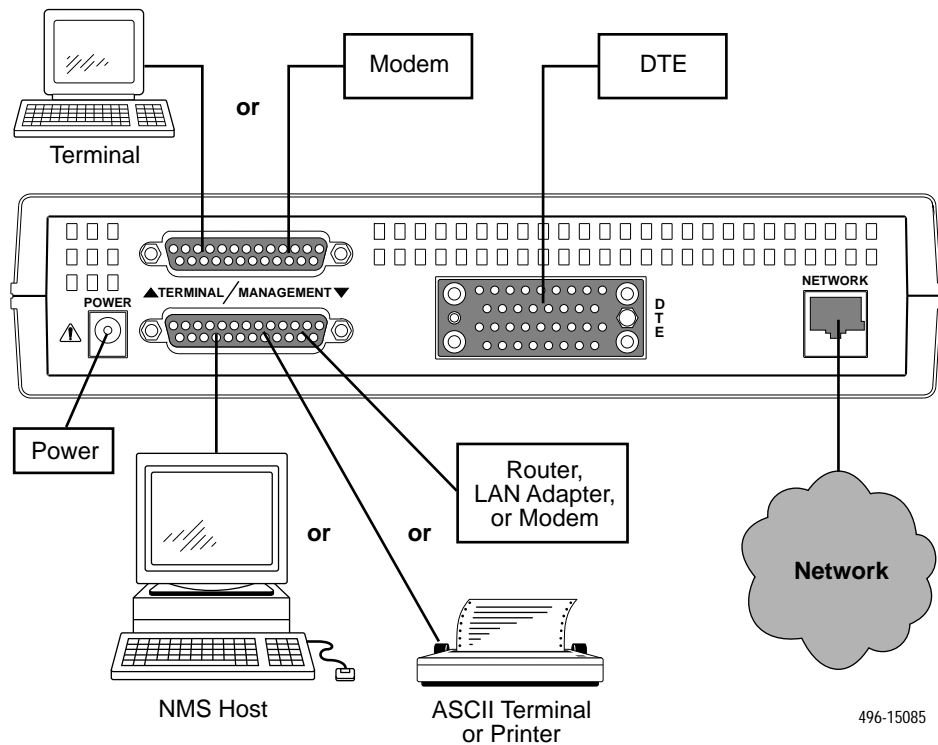 Modem
DTE
or
Terminal
NETWORK
▲TERMINAL/MANAGEMENT▼
POWER
DTE
Power
Router,
LAN Adapter,
or Modem
or
or
Network
NMS Host
ASCII Terminal
or Printer
496-15085